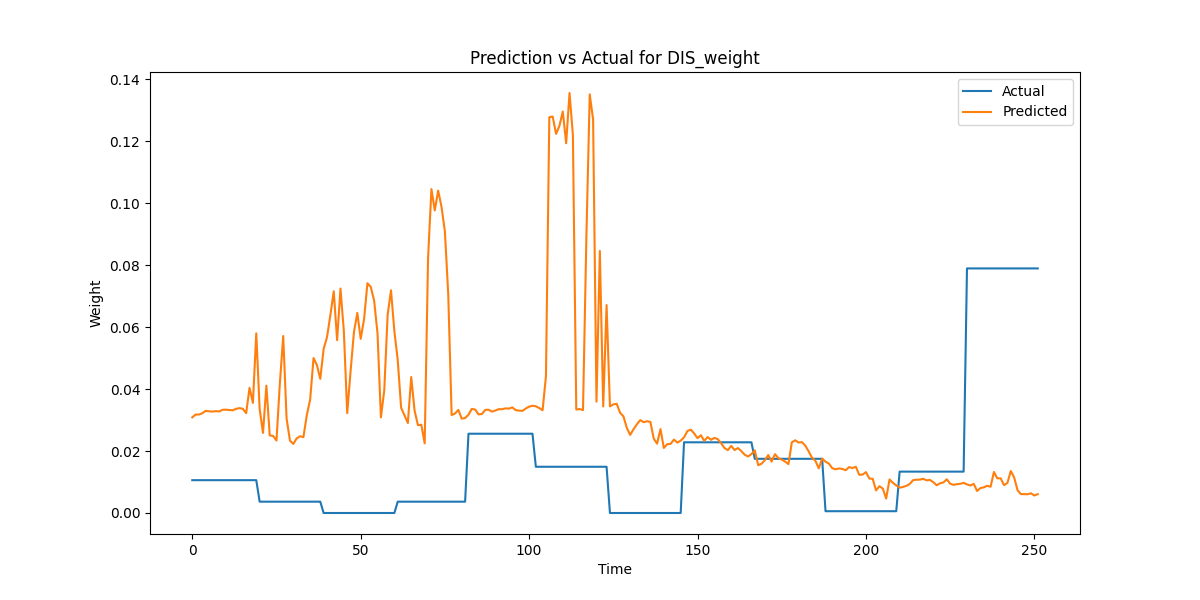 Prediction vs Actual for DIS_weight
Actual
Predicted
Weight
0.14
0.12
0.10
0.08
0.06
0.04
0.02
0.00
0 50 100 150 200 250
Time